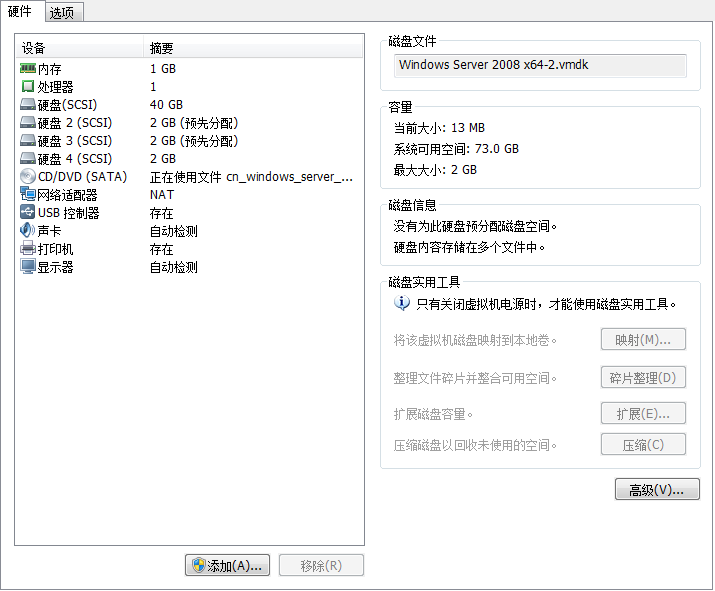 硬件 选项
设备 摘要
内存 1 GB
处理器 1
硬盘(SCSI) 40 GB
硬盘 2 (SCSI) 2 GB (预先分配)
硬盘 3 (SCSI) 2 GB (预先分配)
硬盘 4 (SCSI) 2 GB
CD/DVD (SATA) 正在使用文件 cn_windows_server_...
网络适配器 NAT
USB 控制器 存在
声卡 自动检测
打印机 存在
显示器 自动检测
添加(A)... 移除(R)
磁盘文件
Windows Server 2008 x64-2.vmdk
容量
当前大小: 13 MB
系统可用空间: 73.0 GB
最大大小: 2 GB
磁盘信息
没有为此硬盘预分配磁盘空间。
硬盘内容存储在多个文件中。
磁盘实用工具
只有关闭虚拟机电源时，才能使用磁盘实用工具。
将该虚拟机磁盘映射到本地卷。 映射(M)...
整理文件碎片并整合可用空间。 碎片整理(D)
扩展磁盘容量。 扩展(E)...
压缩磁盘以回收未使用的空间。 压缩(C)
高级(V)...